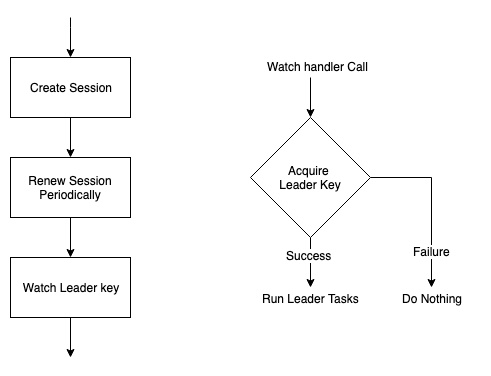 Create Session
Renew Session
Periodically
Watch Leader key
Watch handler Call
Acquire
Leader Key
Success
Failure
Run Leader Tasks
Do Nothing